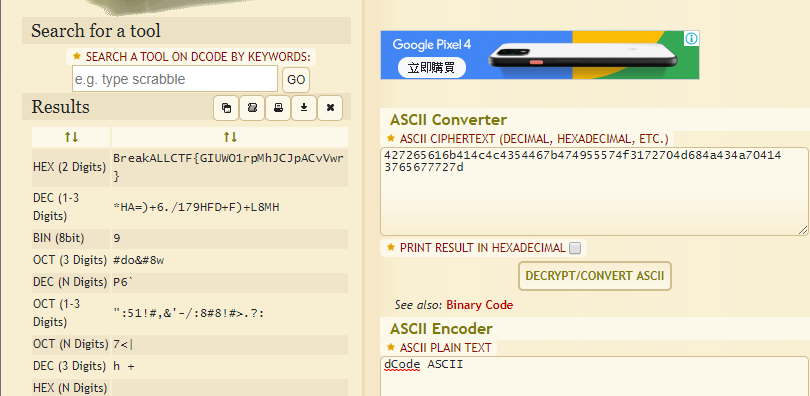 Search for a tool
SEARCH A TOOL ON DCODE BY KEYWORDS:
e.g. type scrabble
GO
Results
HEX (2 Digits)
BreakALLCTF{GIUWO1rpMhJCJpACvVwr
}
DEC (1-3
Digits)
*HA=)+6./179HFD+F)+L8MH
BIN (8bit)
9
OCT (3 Digits)
#do&#8w
DEC (N Digits)
P6`
OCT (1-3
Digits)
":51!#,&'-/:8#8!#>.?:
OCT (N Digits)
7<|
DEC (3 Digits)
h +
HEX (N Digits)
Google Pixel 4
立即購買
ASCII Converter
ASCII CIPHERTEXT (DECIMAL, HEXADECIMAL, ETC.)
427265616b414c4c4354467b474955574f3172704d684a434a70414
3765677727d
PRINT RESULT IN HEXADECIMAL
DECRYPT/CONVERT ASCII
See also: Binary Code
ASCII Encoder
ASCII PLAIN TEXT
dCode ASCII